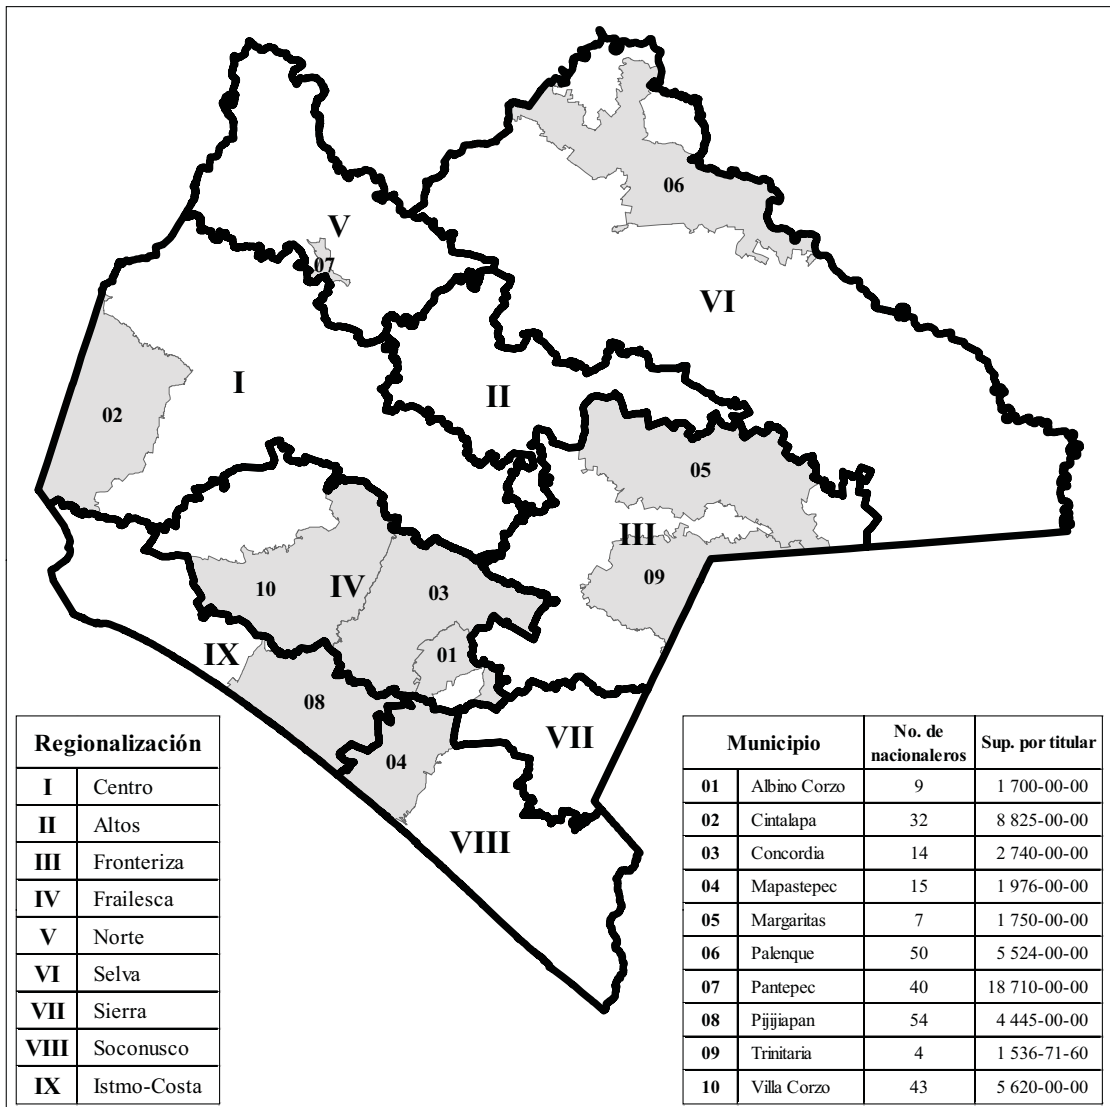 06
V
07
VI
I
02
II
05
III
09
10
IV
03
01
IX
08
04
VII
VIII
Regionalización
I Centro
II Altos
III Fronteriza
IV Frailesca
V Norte
VI Selva
VII Sierra
VIII Soconusco
IX Istmo-Costa
Municipio No. de nacionaleros Sup. por titular
01 Albino Corzo 9 1 700-00-00
02 Cintalapa 32 8 825-00-00
03 Concordia 14 2 740-00-00
04 Mapastepec 15 1 976-00-00
05 Margaritas 7 1 750-00-00
06 Palenque 50 5 524-00-00
07 Pantepec 40 18 710-00-00
08 Pijijiapan 54 4 445-00-00
09 Trinitaria 4 1 536-71-60
10 Villa Corzo 43 5 620-00-00